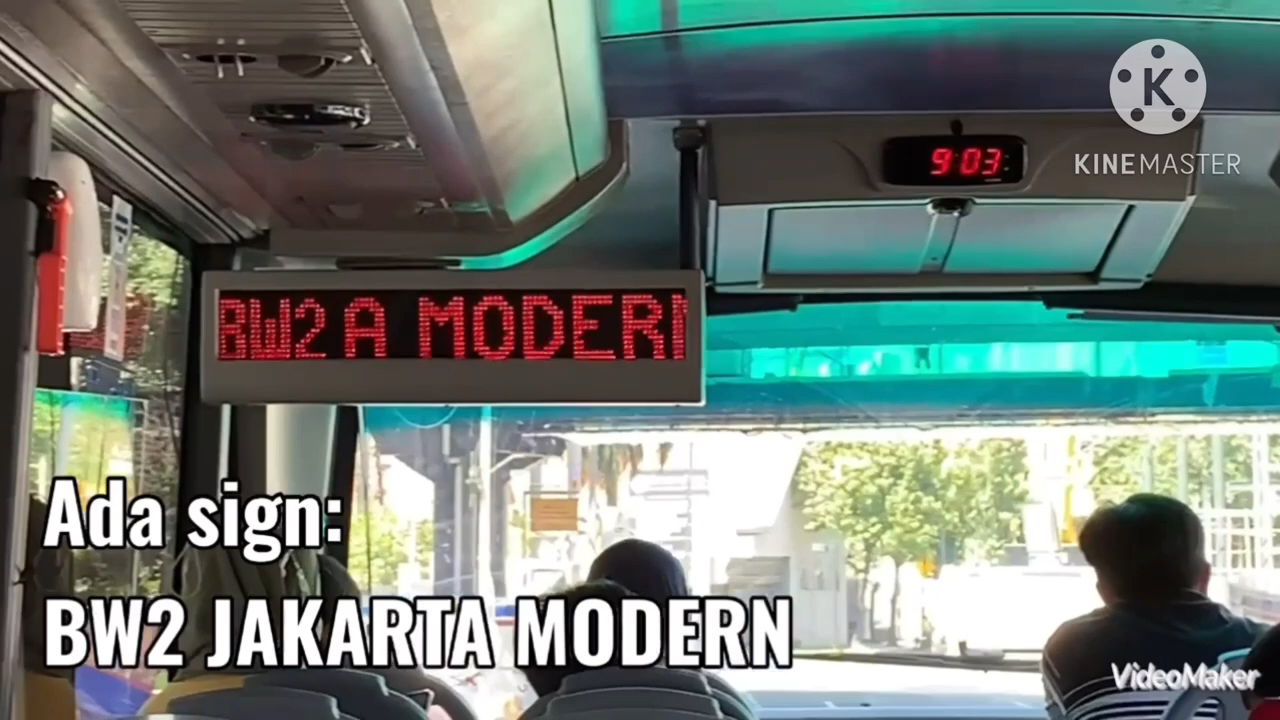 K
KINEMASTER
9:03
BW2 A MODERN
Ada sign:
BW2 JAKARTA MODERN
VideoMaker